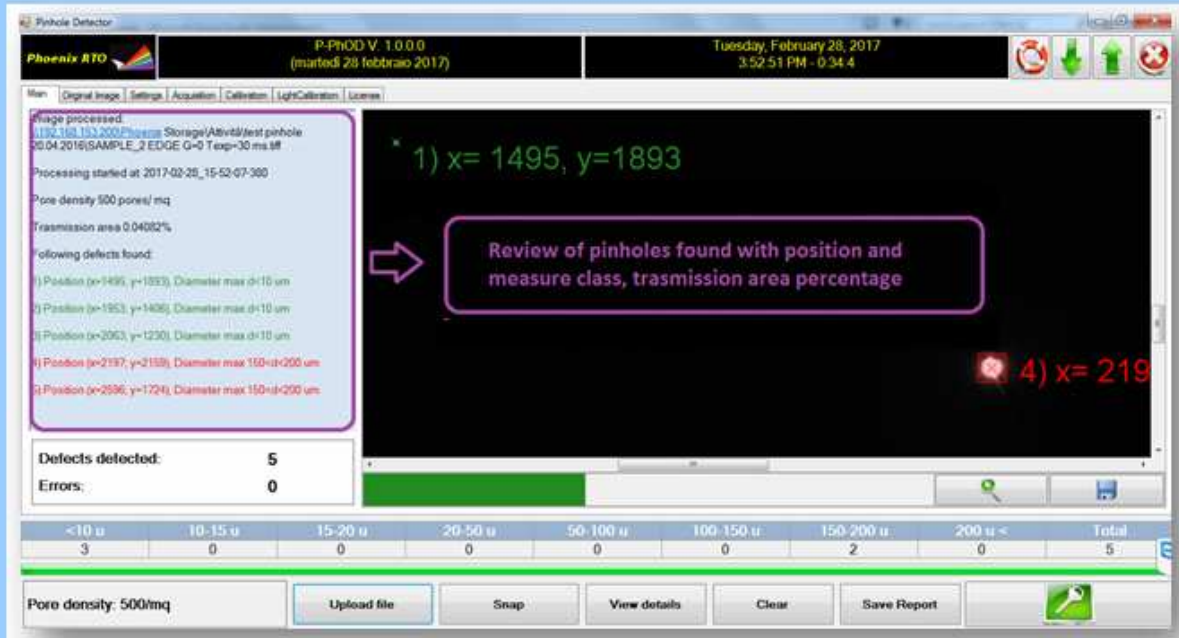 Pinhole Detector
Phoenix RTO
P-PhOD V. 1.0.0.0
(martedì 28 febbraio 2017)
Tuesday, February 28, 2017
3:52:51 PM - 0:34.4
Main Original Image Settings Acquisition Calibration LightCalibration License
Image processed:
\\192.168.153.200\Phoenix Storage\Attività\test pinhole
20.04.2016\SAMPLE_2 EDGE G=0 Texp=30 ms.tiff
Processing started at 2017-02-28_15-52-07-380
Pore density 500 pores/ mq
Trasmission area 0.04082%
Following defects found:
1) Position (x=1495, y=1893), Diameter max d<10 um
2) Position (x=1953, y=1406), Diameter max d<10 um
3) Position (x=2063, y=1230), Diameter max d<10 um
4) Position (x=2197, y=2159), Diameter max 150<d<200 um
5) Position (x=2596, y=1724), Diameter max 150<d<200 um
1) x= 1495, y=1893
Review of pinholes found with position and
measure class, trasmission area percentage
4) x= 219
Defects detected: 5
Errors: 0
<10 u 10-15 u 15-20 u 20-50 u 50-100 u 100-150 u 150-200 u 200 u < Total
3 0 0 0 0 0 2 0 5
Pore density: 500/mq
Upload file Snap View details Clear Save Report